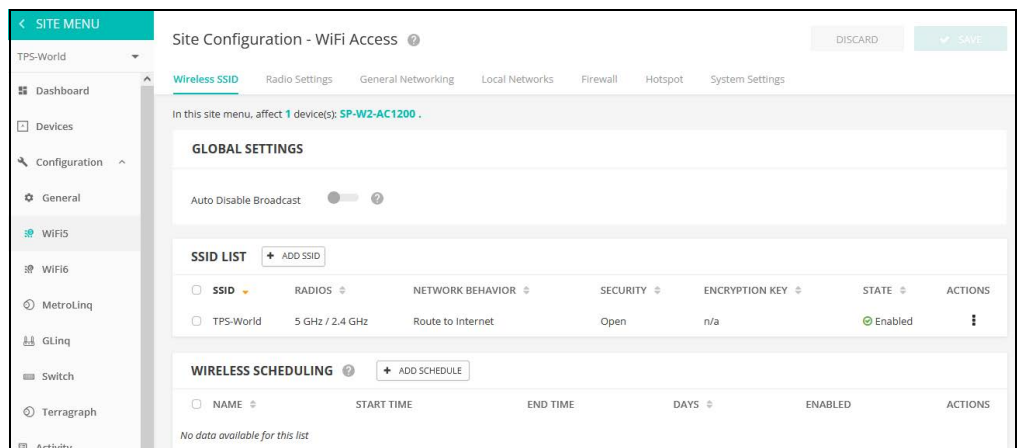 SITE MENU
TPS-World
Dashboard
Devices
Configuration
General
WiFi5
WiFi6
MetroLinq
GLinq
Switch
Terragraph
Activity
Site Configuration - WiFi Access
DISCARD
SAVE
Wireless SSID Radio Settings General Networking Local Networks Firewall Hotspot System Settings
In this site menu, affect 1 device(s): SP-W2-AC1200 .
GLOBAL SETTINGS
Auto Disable Broadcast
SSID LIST + ADD SSID
SSID RADIOS NETWORK BEHAVIOR SECURITY ENCRYPTION KEY STATE ACTIONS
TPS-World 5 GHz / 2.4 GHz Route to Internet Open n/a Enabled
WIRELESS SCHEDULING + ADD SCHEDULE
NAME START TIME END TIME DAYS ENABLED ACTIONS
No data available for this list